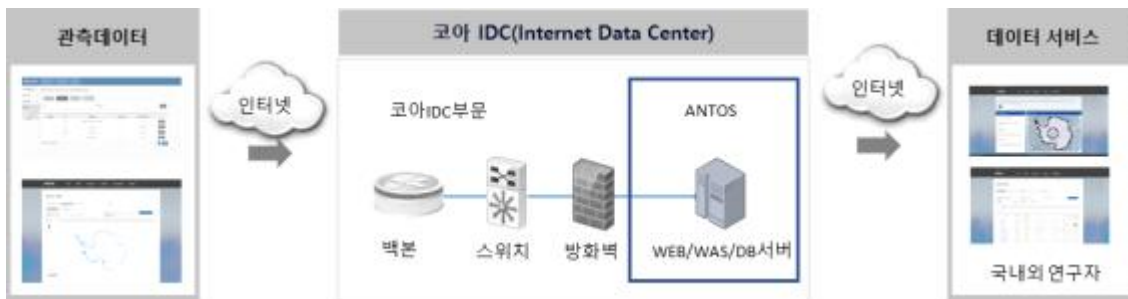 관측데이터
인터넷
코아 IDC(Internet Data Center)
코아IDC부문
ANTOS
백본
스위치
방화벽
WEB/WAS/DB서버
인터넷
데이터 서비스
국내외 연구자